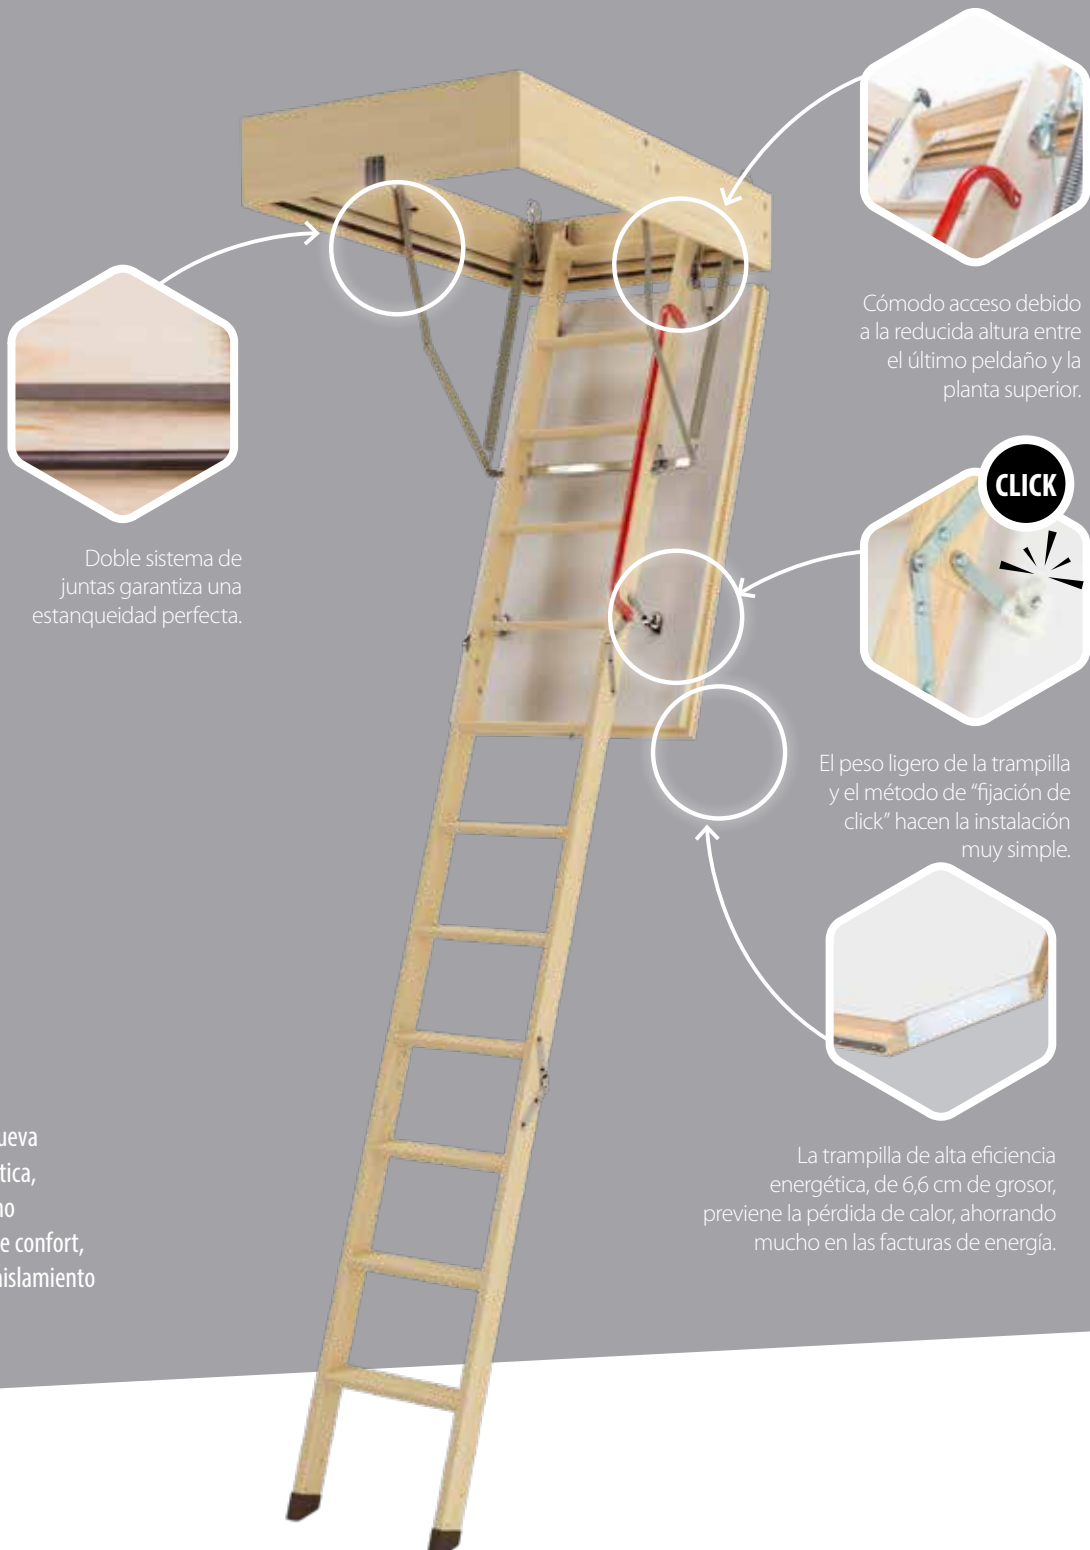 Cómodo acceso debido
a la reducida altura entre
el último peldaño y la
planta superior.
Doble sistema de
juntas garantiza una
estanqueidad perfecta.
CLICK
El peso ligero de la trampilla
y el método de “fijación de
click” hacen la instalación
muy simple.
La trampilla de alta eficiencia
energética, de 6,6 cm de grosor,
previene la pérdida de calor, ahorrando
mucho en las facturas de energía.
ueva
tica,
no
e confort,
aislamiento